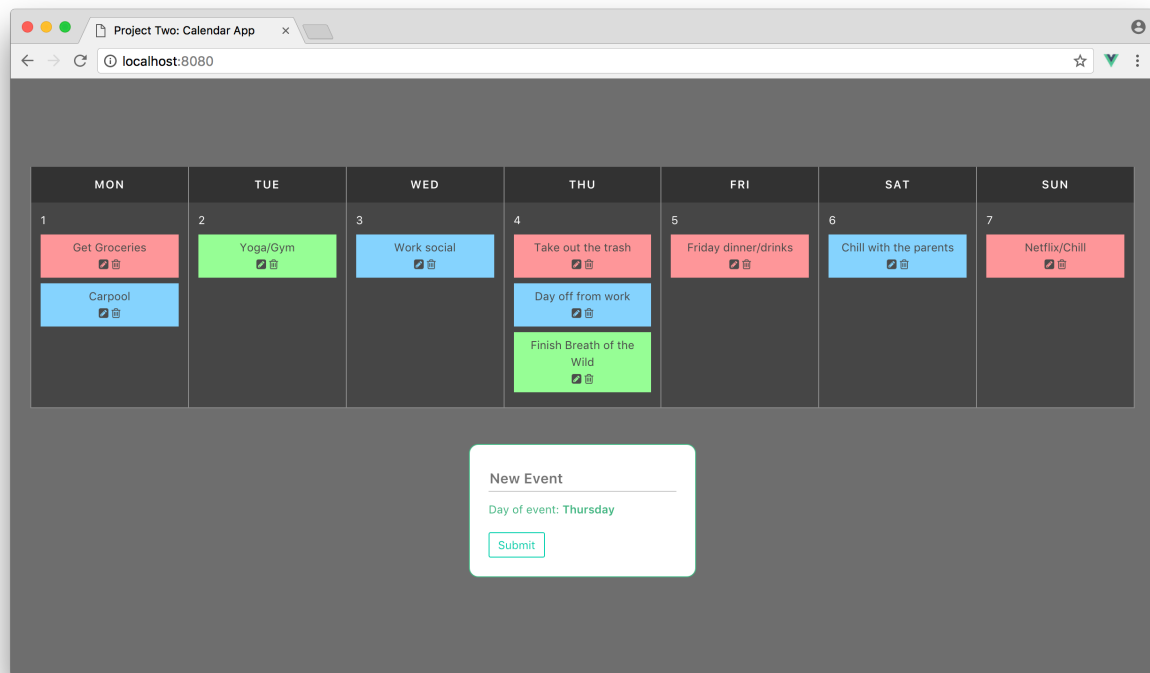 Project Two: Calendar App
localhost:8080
MON TUE WED THU FRI SAT SUN
1 2 3 4 5 6 7
Get Groceries Yoga/Gym Work social Take out the trash Friday dinner/drinks Chill with the parents Netflix/Chill
Carpool Day off from work
Finish Breath of the
Wild
New Event
Day of event: Thursday
Submit